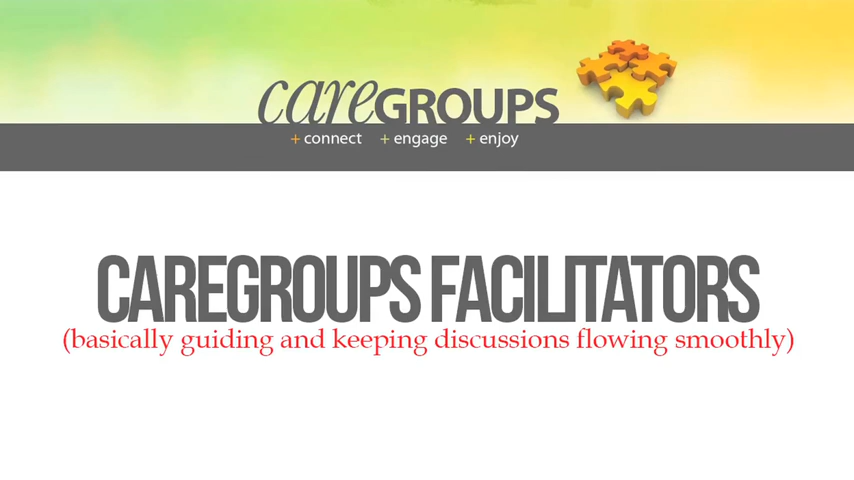 careGROUPS
+ connect + engage + enjoy
CAREGROUPS FACILITATORS
(basically guiding and keeping discussions flowing smoothly)